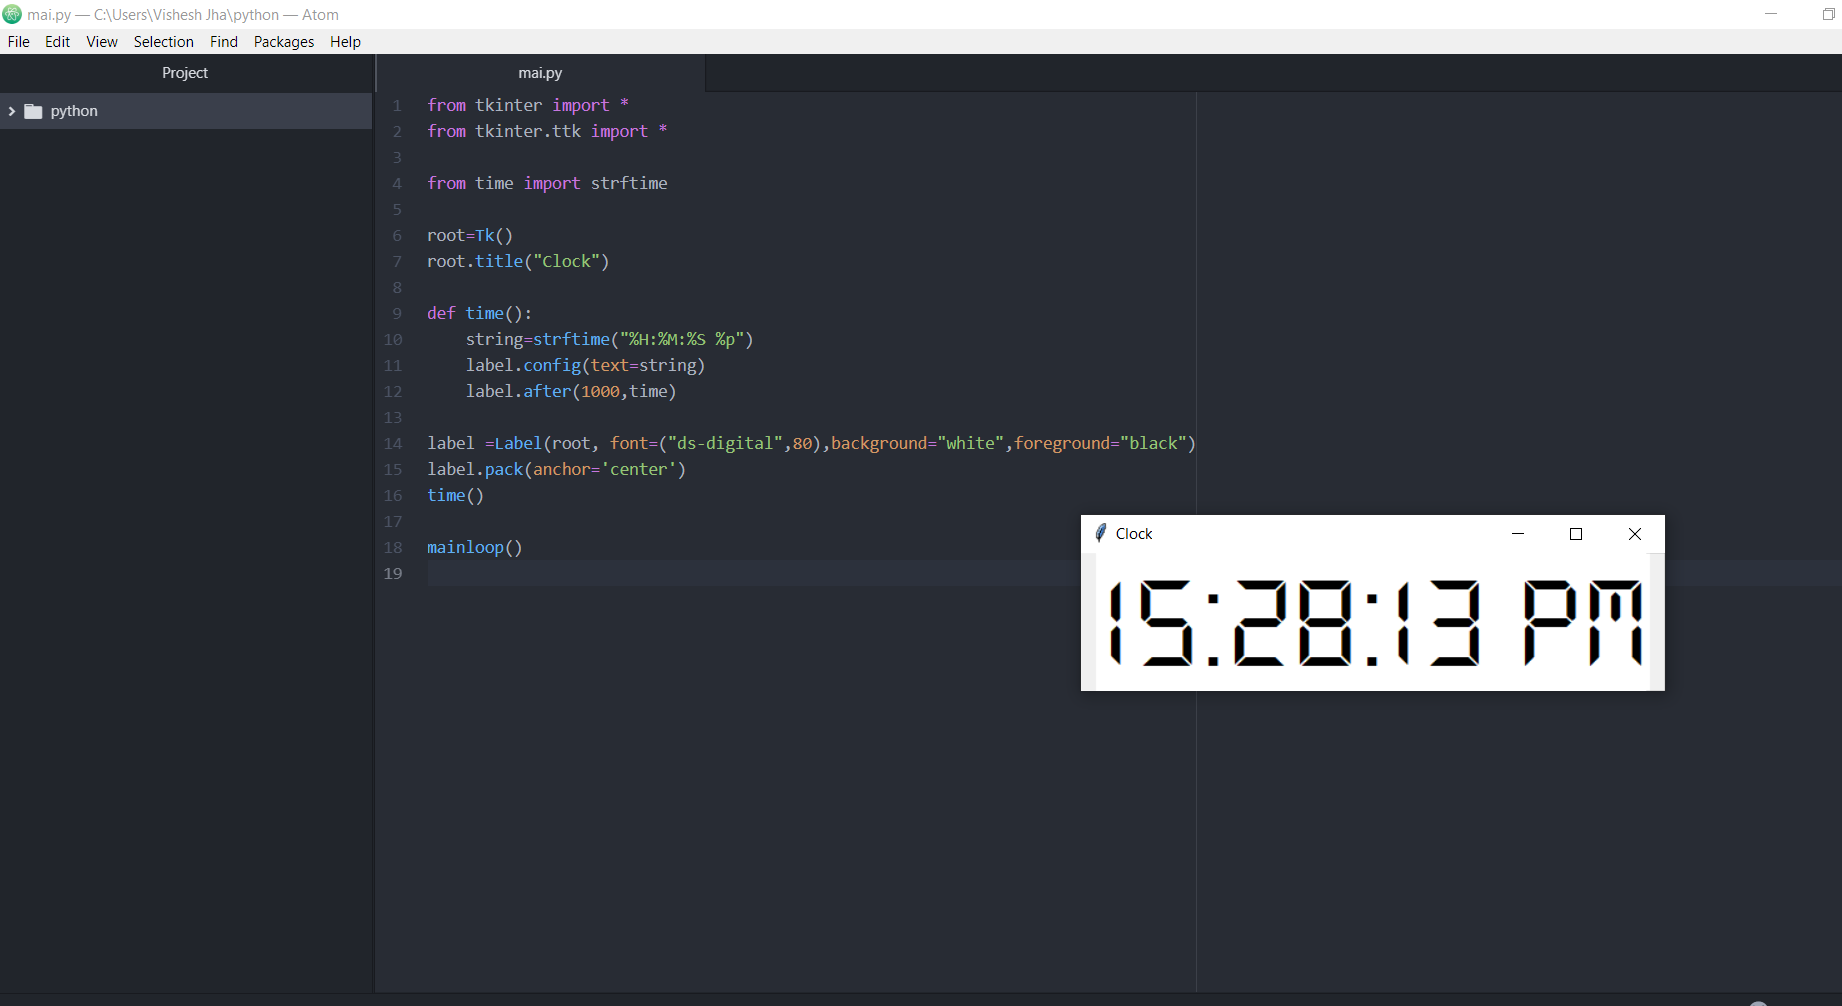 mai.py — C:\Users\Vishesh Jha\python — Atom
File Edit View Selection Find Packages Help
Project
python
mai.py
1 from tkinter import *
2 from tkinter.ttk import *
3
4 from time import strftime
5
6 root=Tk()
7 root.title("Clock")
8
9 def time():
10     string=strftime("%H:%M:%S %p")
11     label.config(text=string)
12     label.after(1000,time)
13
14 label =Label(root, font=("ds-digital",80),background="white",foreground="black")
15 label.pack(anchor='center')
16 time()
17
18 mainloop()
19
Clock
15:28:13 PM